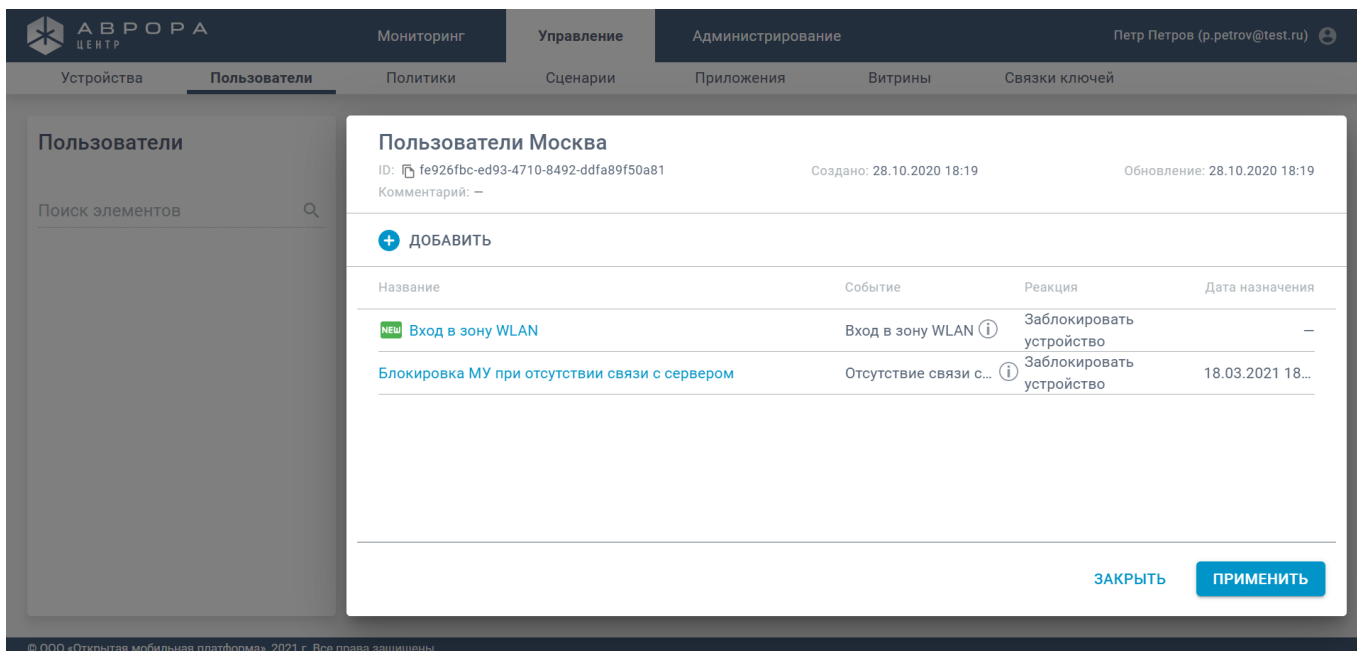 АВРОРА
ЦЕНТР
Мониторинг Управление Администрирование Петр Петров (p.petrov@test.ru)
Устройства Пользователи Политики Сценарии Приложения Витрины Связки ключей
Пользователи
Поиск элементов
Пользователи Москва
ID: fe926fbc-ed93-4710-8492-ddfa89f50a81 Создано: 28.10.2020 18:19 Обновление: 28.10.2020 18:19
Комментарий: —
ДОБАВИТЬ
Название Событие Реакция Дата назначения
NEW Вход в зону WLAN Вход в зону WLAN Заблокировать устройство —
Блокировка МУ при отсутствии связи с сервером Отсутствие связи с... Заблокировать устройство 18.03.2021 18...
ЗАКРЫТЬ ПРИМЕНИТЬ
© ООО «Открытая мобильная платформа», 2021 г. Все права защищены